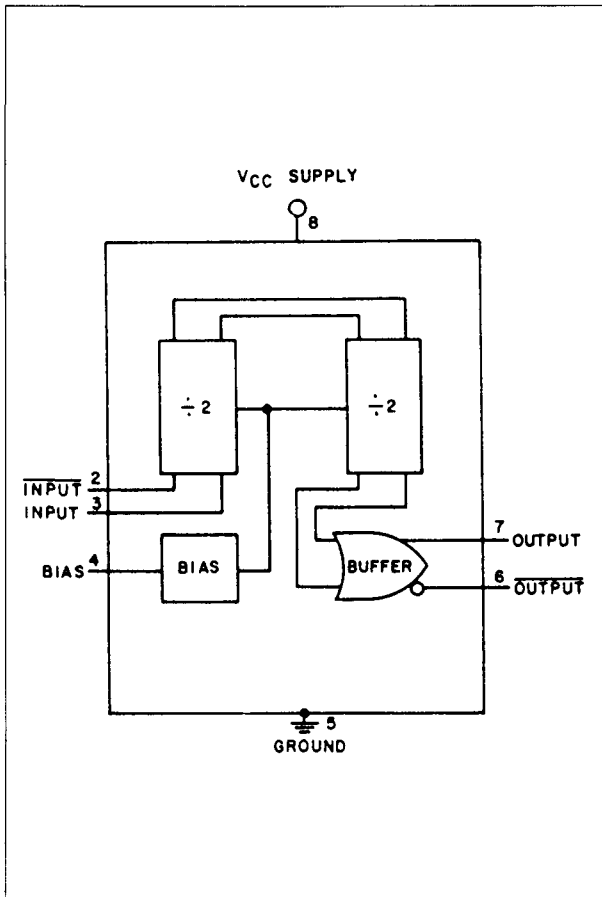 VCC SUPPLY
8
÷2
÷2
INPUT 2
INPUT 3
BIAS 4
BIAS
BUFFER
7 OUTPUT
6 OUTPUT
5
GROUND